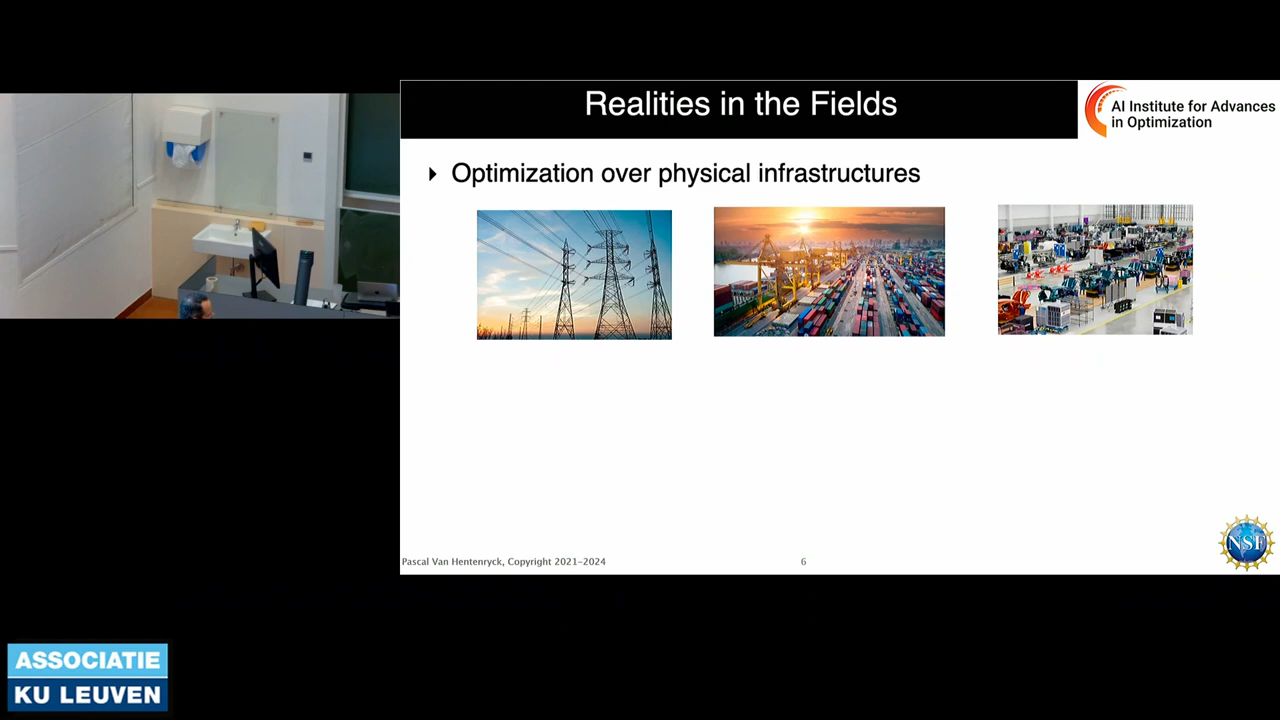 Realities in the Fields
AI Institute for Advances
in Optimization
Optimization over physical infrastructures
Pascal Van Hentenryck, Copyright 2021-2024
6
NSF
ASSOCIATIE
KU LEUVEN